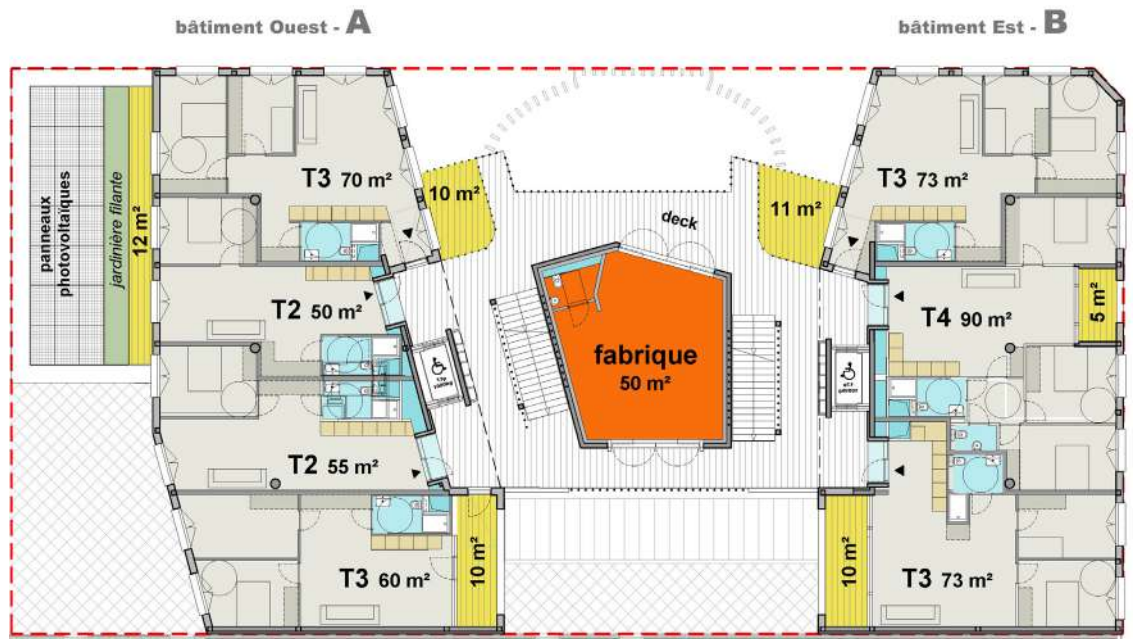 bâtiment Ouest - A
bâtiment Est - B
panneaux
photovoltaïques
jardinière filante
12 m²
T3 70 m²
10 m²
deck
11 m²
T3 73 m²
T2 50 m²
fabrique
50 m²
T4 90 m²
5 m²
T2 55 m²
T3 60 m²
10 m²
10 m²
T3 73 m²